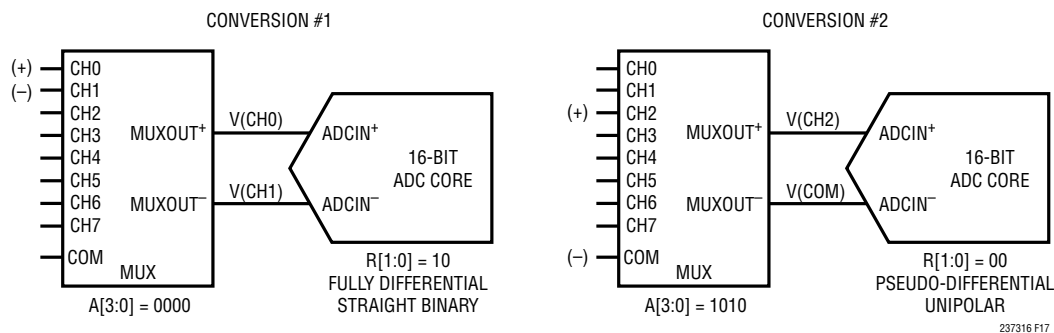 CONVERSION #1
(+)
(–)
CH0
CH1
CH2
CH3
CH4
CH5
CH6
CH7
COM
MUXOUT+
MUXOUT–
MUX
A[3:0] = 0000
V(CH0)
V(CH1)
ADCIN+
ADCIN–
16-BIT
ADC CORE
R[1:0] = 10
FULLY DIFFERENTIAL
STRAIGHT BINARY
CONVERSION #2
(+)
(–)
CH0
CH1
CH2
CH3
CH4
CH5
CH6
CH7
COM
MUXOUT+
MUXOUT–
MUX
A[3:0] = 1010
V(CH2)
V(COM)
ADCIN+
ADCIN–
16-BIT
ADC CORE
R[1:0] = 00
PSEUDO-DIFFERENTIAL
UNIPOLAR
237316 F17